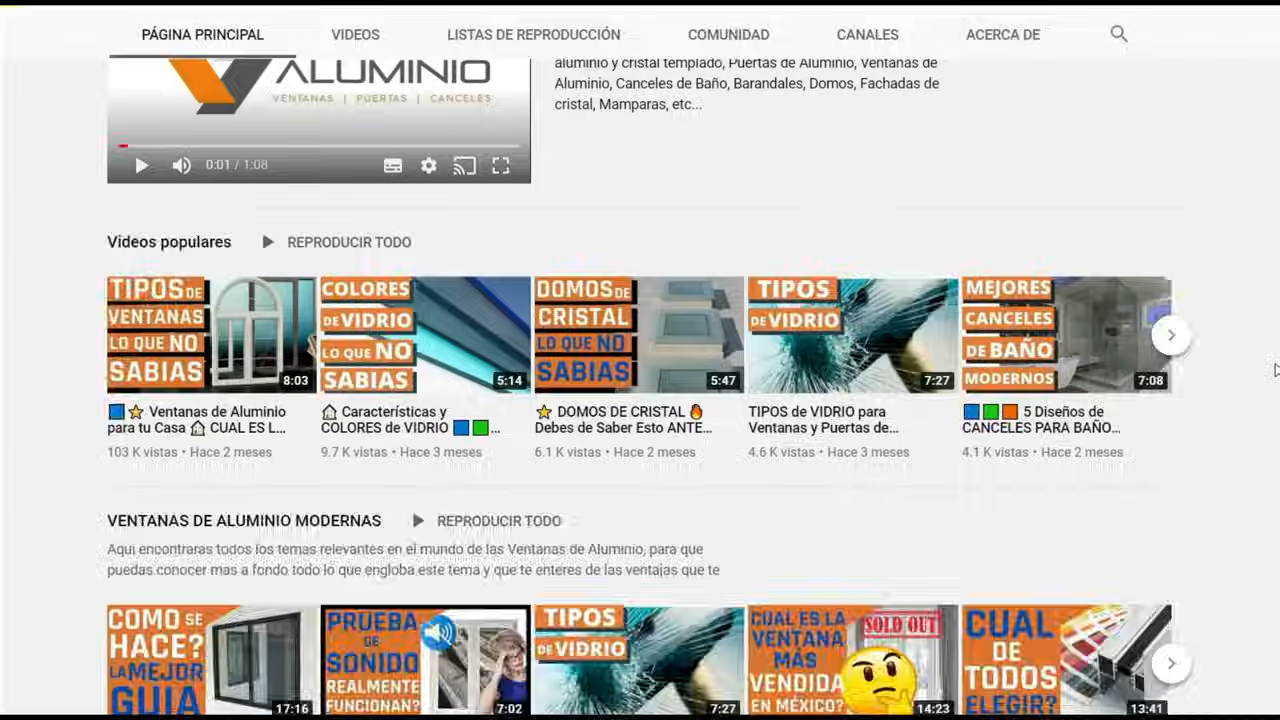 PÁGINA PRINCIPAL VIDEOS LISTAS DE REPRODUCCIÓN COMUNIDAD CANALES ACERCA DE
ALUMINIO
VENTANAS | PUERTAS | CANCELES
0:01 / 1:08
aluminio y cristal templado, Puertas de Aluminio, Ventanas de
Aluminio, Canceles de Baño, Barandales, Domos, Fachadas de
cristal, Mamparas, etc...
Videos populares REPRODUCIR TODO
TIPOS DE
VENTANAS
LO QUE NO
SABIAS
8:03
COLORES
DE VIDRIO
LO QUE NO
SABIAS
5:14
DOMOS DE
CRISTAL
LO QUE NO
SABIAS
5:47
TIPOS
DE VIDRIO
7:27
MEJORES
CANCELES
DE BAÑO
MODERNOS
7:08
Ventanas de Aluminio
para tu Casa CUAL ES L...
103 K vistas • Hace 2 meses
Características y
COLORES de VIDRIO ...
9.7 K vistas • Hace 3 meses
DOMOS DE CRISTAL
Debes de Saber Esto ANTE...
6.1 K vistas • Hace 2 meses
TIPOS de VIDRIO para
Ventanas y Puertas de...
4.6 K vistas • Hace 3 meses
5 Diseños de
CANCELES PARA BAÑO...
4.1 K vistas • Hace 2 meses
VENTANAS DE ALUMINIO MODERNAS REPRODUCIR TODO
Aqui encontraras todos los temas relevantes en el mundo de las Ventanas de Aluminio, para que
puedas conocer mas a fondo todo lo que engloba este tema y que te enteres de las ventajas que te
COMO SE
HACE?
LA MEJOR
GUIA
17:16
PRUEBA
DE
SONIDO
REALMENTE
FUNCIONAN?
7:02
TIPOS
DE VIDRIO
7:27
CUAL ES LA
VENTANA
MÁS
VENDIDA
EN MÉXICO?
SOLD OUT
14:23
CUAL
DE
TODOS
ELEGIR?
13:41